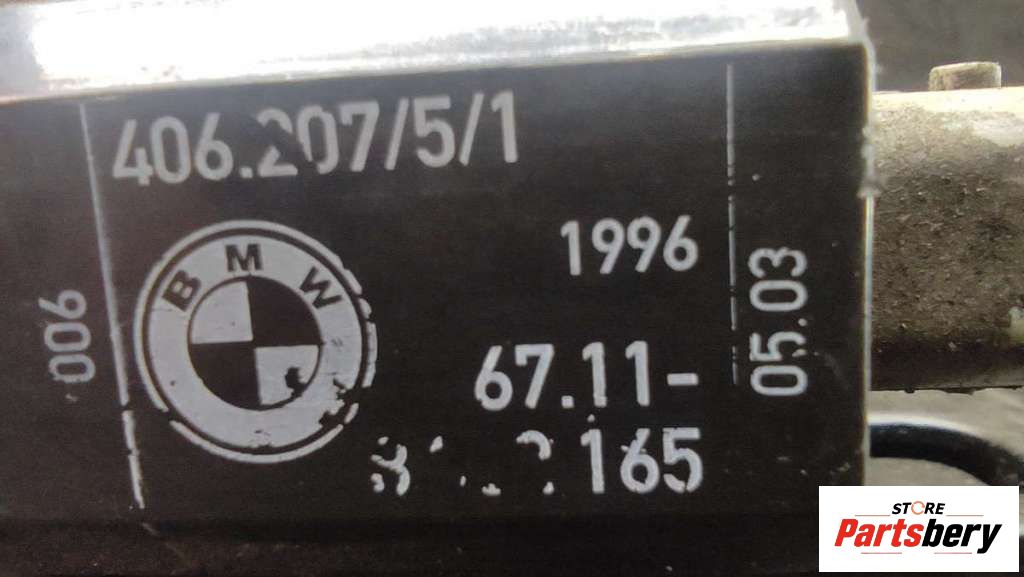 406.207/5/1
BMW
1996
006
67.11-
165
05.03
STORE
Partsbery